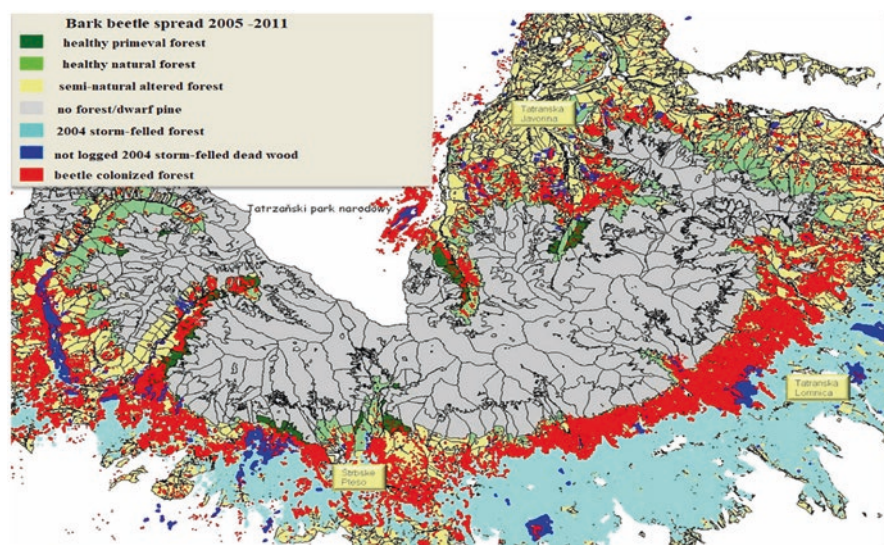 Bark beetle spread 2005 -2011
healthy primeval forest
healthy natural forest
semi-natural altered forest
no forest/dwarf pine
2004 storm-felled forest
not logged 2004 storm-felled dead wood
beetle colonized forest
Tatranska
Javorina
Tatrzański park narodowy
Tatranska
Lomnica
Štrbske
Pleso